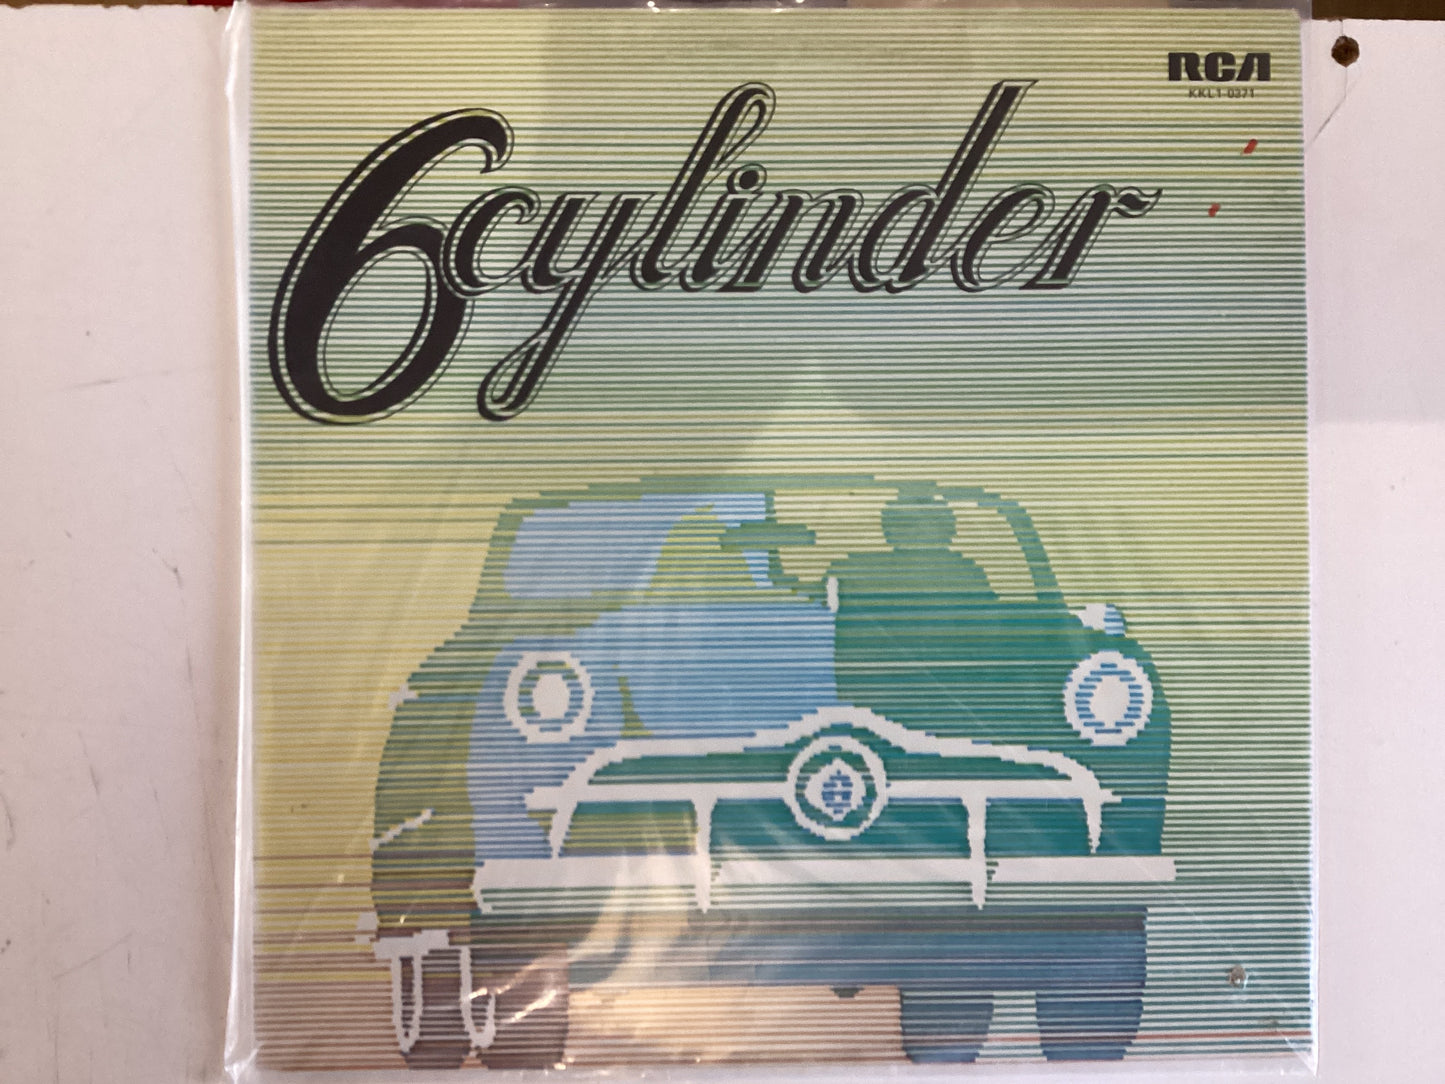 RCA
KKL1-0371
6cylinder